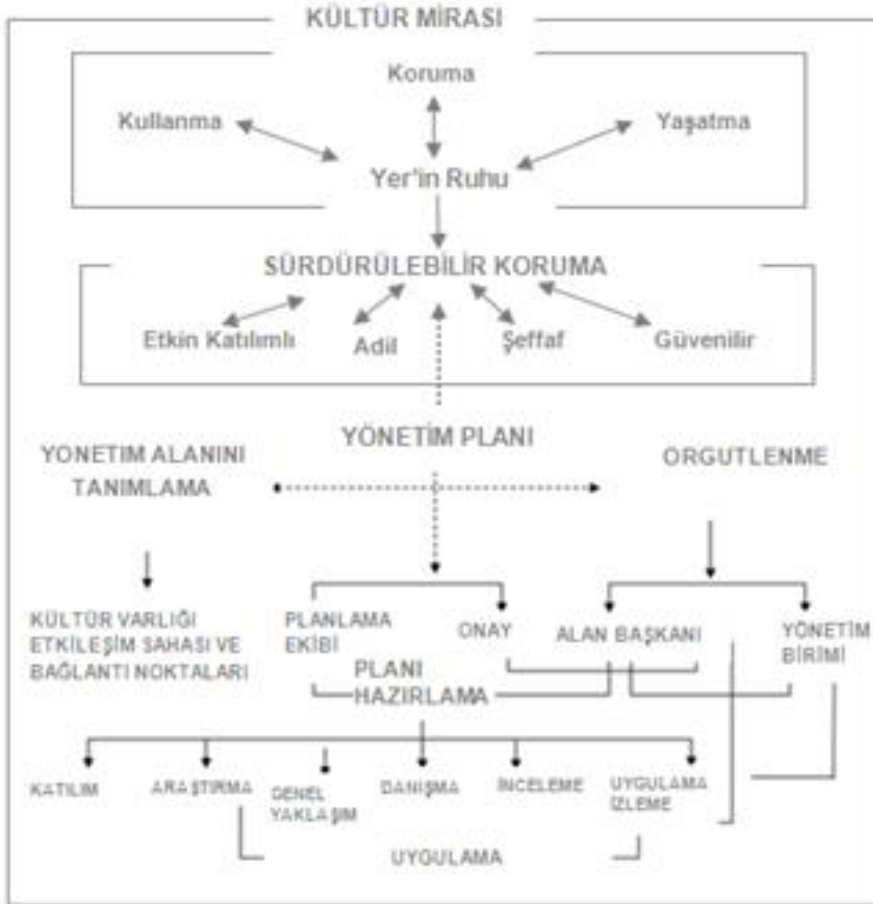 KÜLTÜR MİRASI
Koruma
Kullanma
Yaşatma
Yer'in Ruhu
SÜRDÜRÜLEBİLİR KORUMA
Etkin Katılımlı
Adil
Şeffaf
Güvenilir
YÖNETİM PLANI
YONETIM ALANINI
TANIMLAMA
ORGUTLENME
KÜLTÜR VARLIĞI
ETKİLEŞİM SAHASI VE
BAĞLANTI NOKTALARI
PLANLAMA
EKİBİ
ONAY
ALAN BAŞKANI
YÖNETİM
BİRİMİ
PLANI
HAZIRLAMA
KATILIM
ARAŞTIRMA
GENEL
YAKLAŞIM
DANIŞMA
İNCELEME
UYGULAMA
İZLEME
UYGULAMA